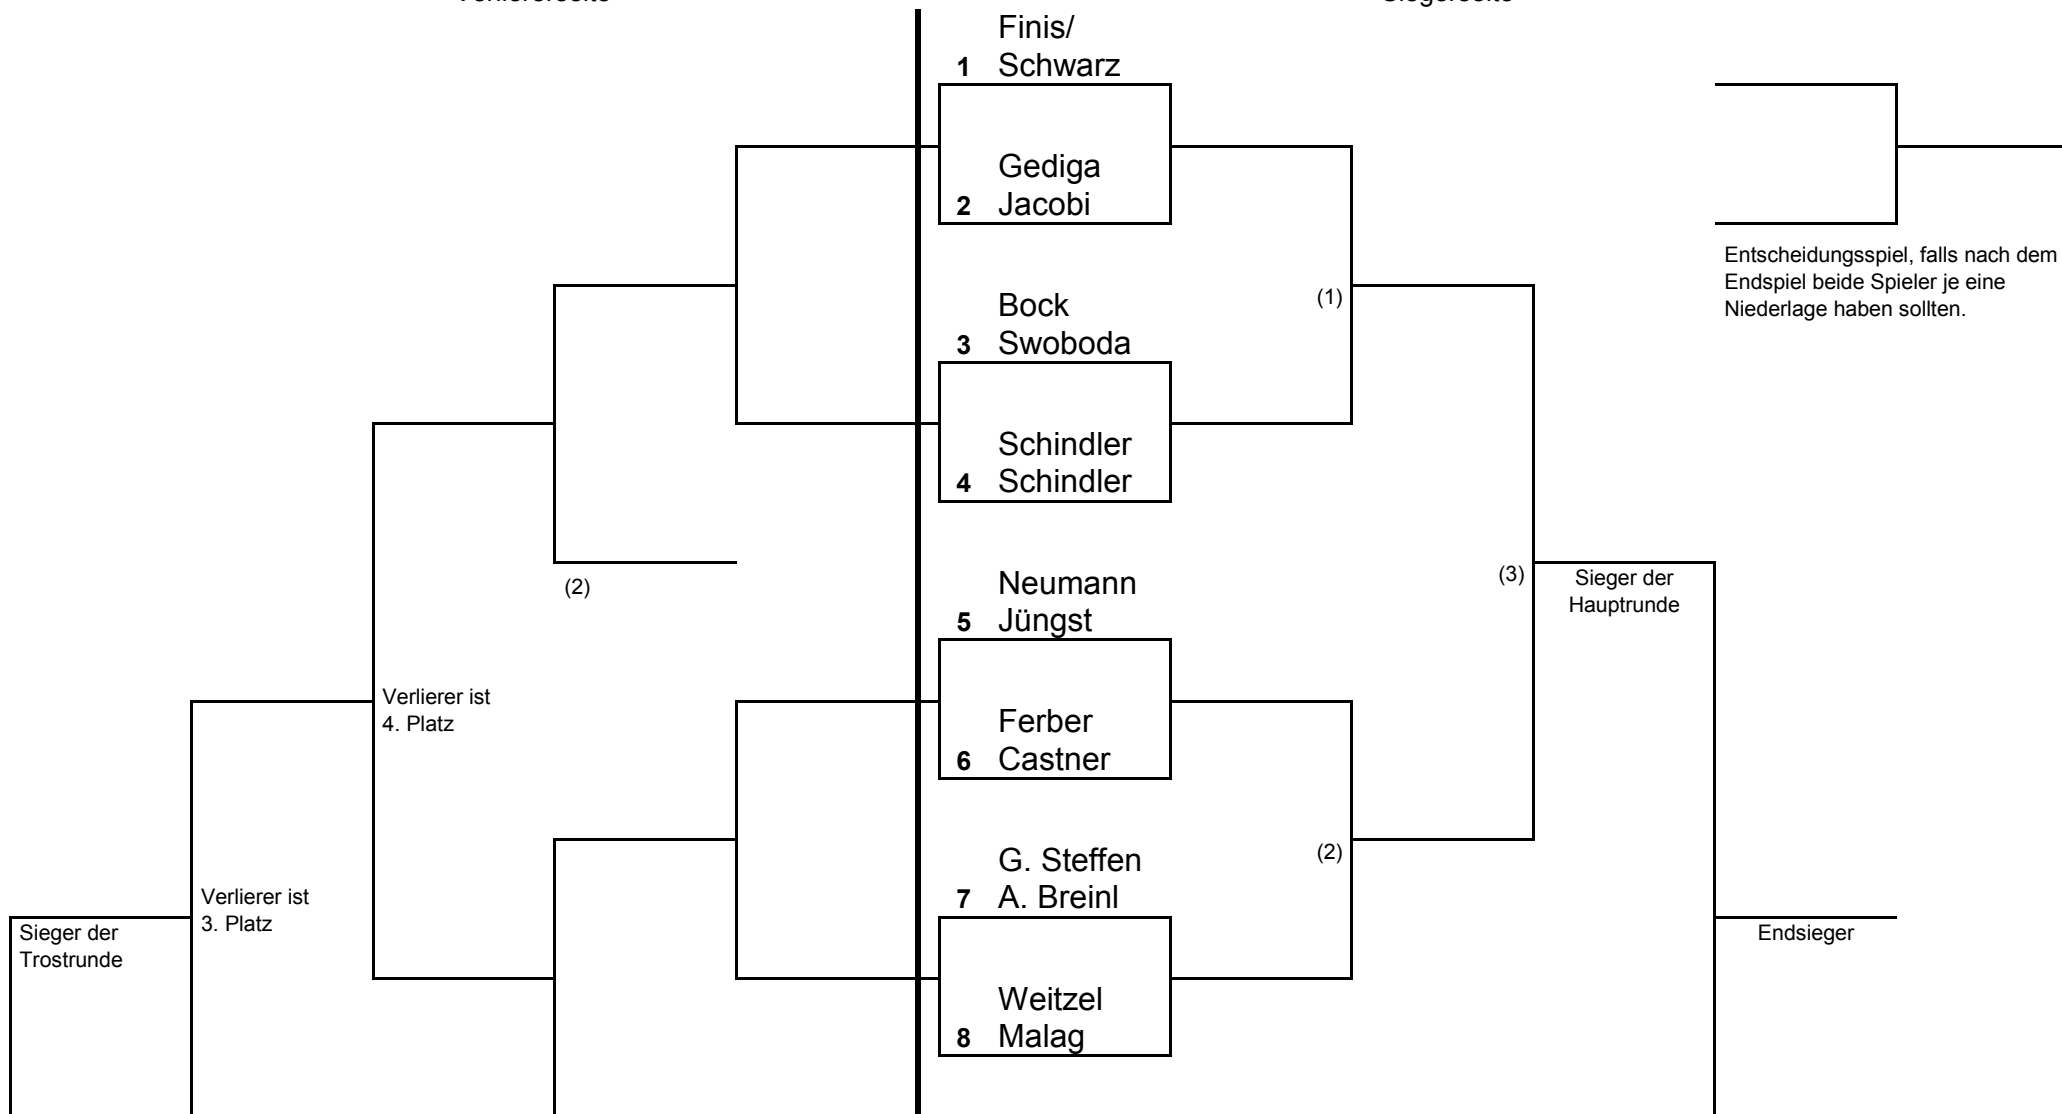 Finis/
1 Schwarz
Gediga
2 Jacobi
Entscheidungsspiel, falls nach dem
Endspiel beide Spieler je eine
Niederlage haben sollten.
Bock
(1)
3 Swoboda
Schindler
4 Schindler
Neumann
(2)
(3)
Sieger der
Hauptrunde
5 Jüngst
Verlierer ist
4. Platz
Ferber
6 Castner
G. Steffen
(2)
7 A. Breinl
Verlierer ist
3. Platz
Sieger der
Trostrunde
Endsieger
Weitzel
8 Malag